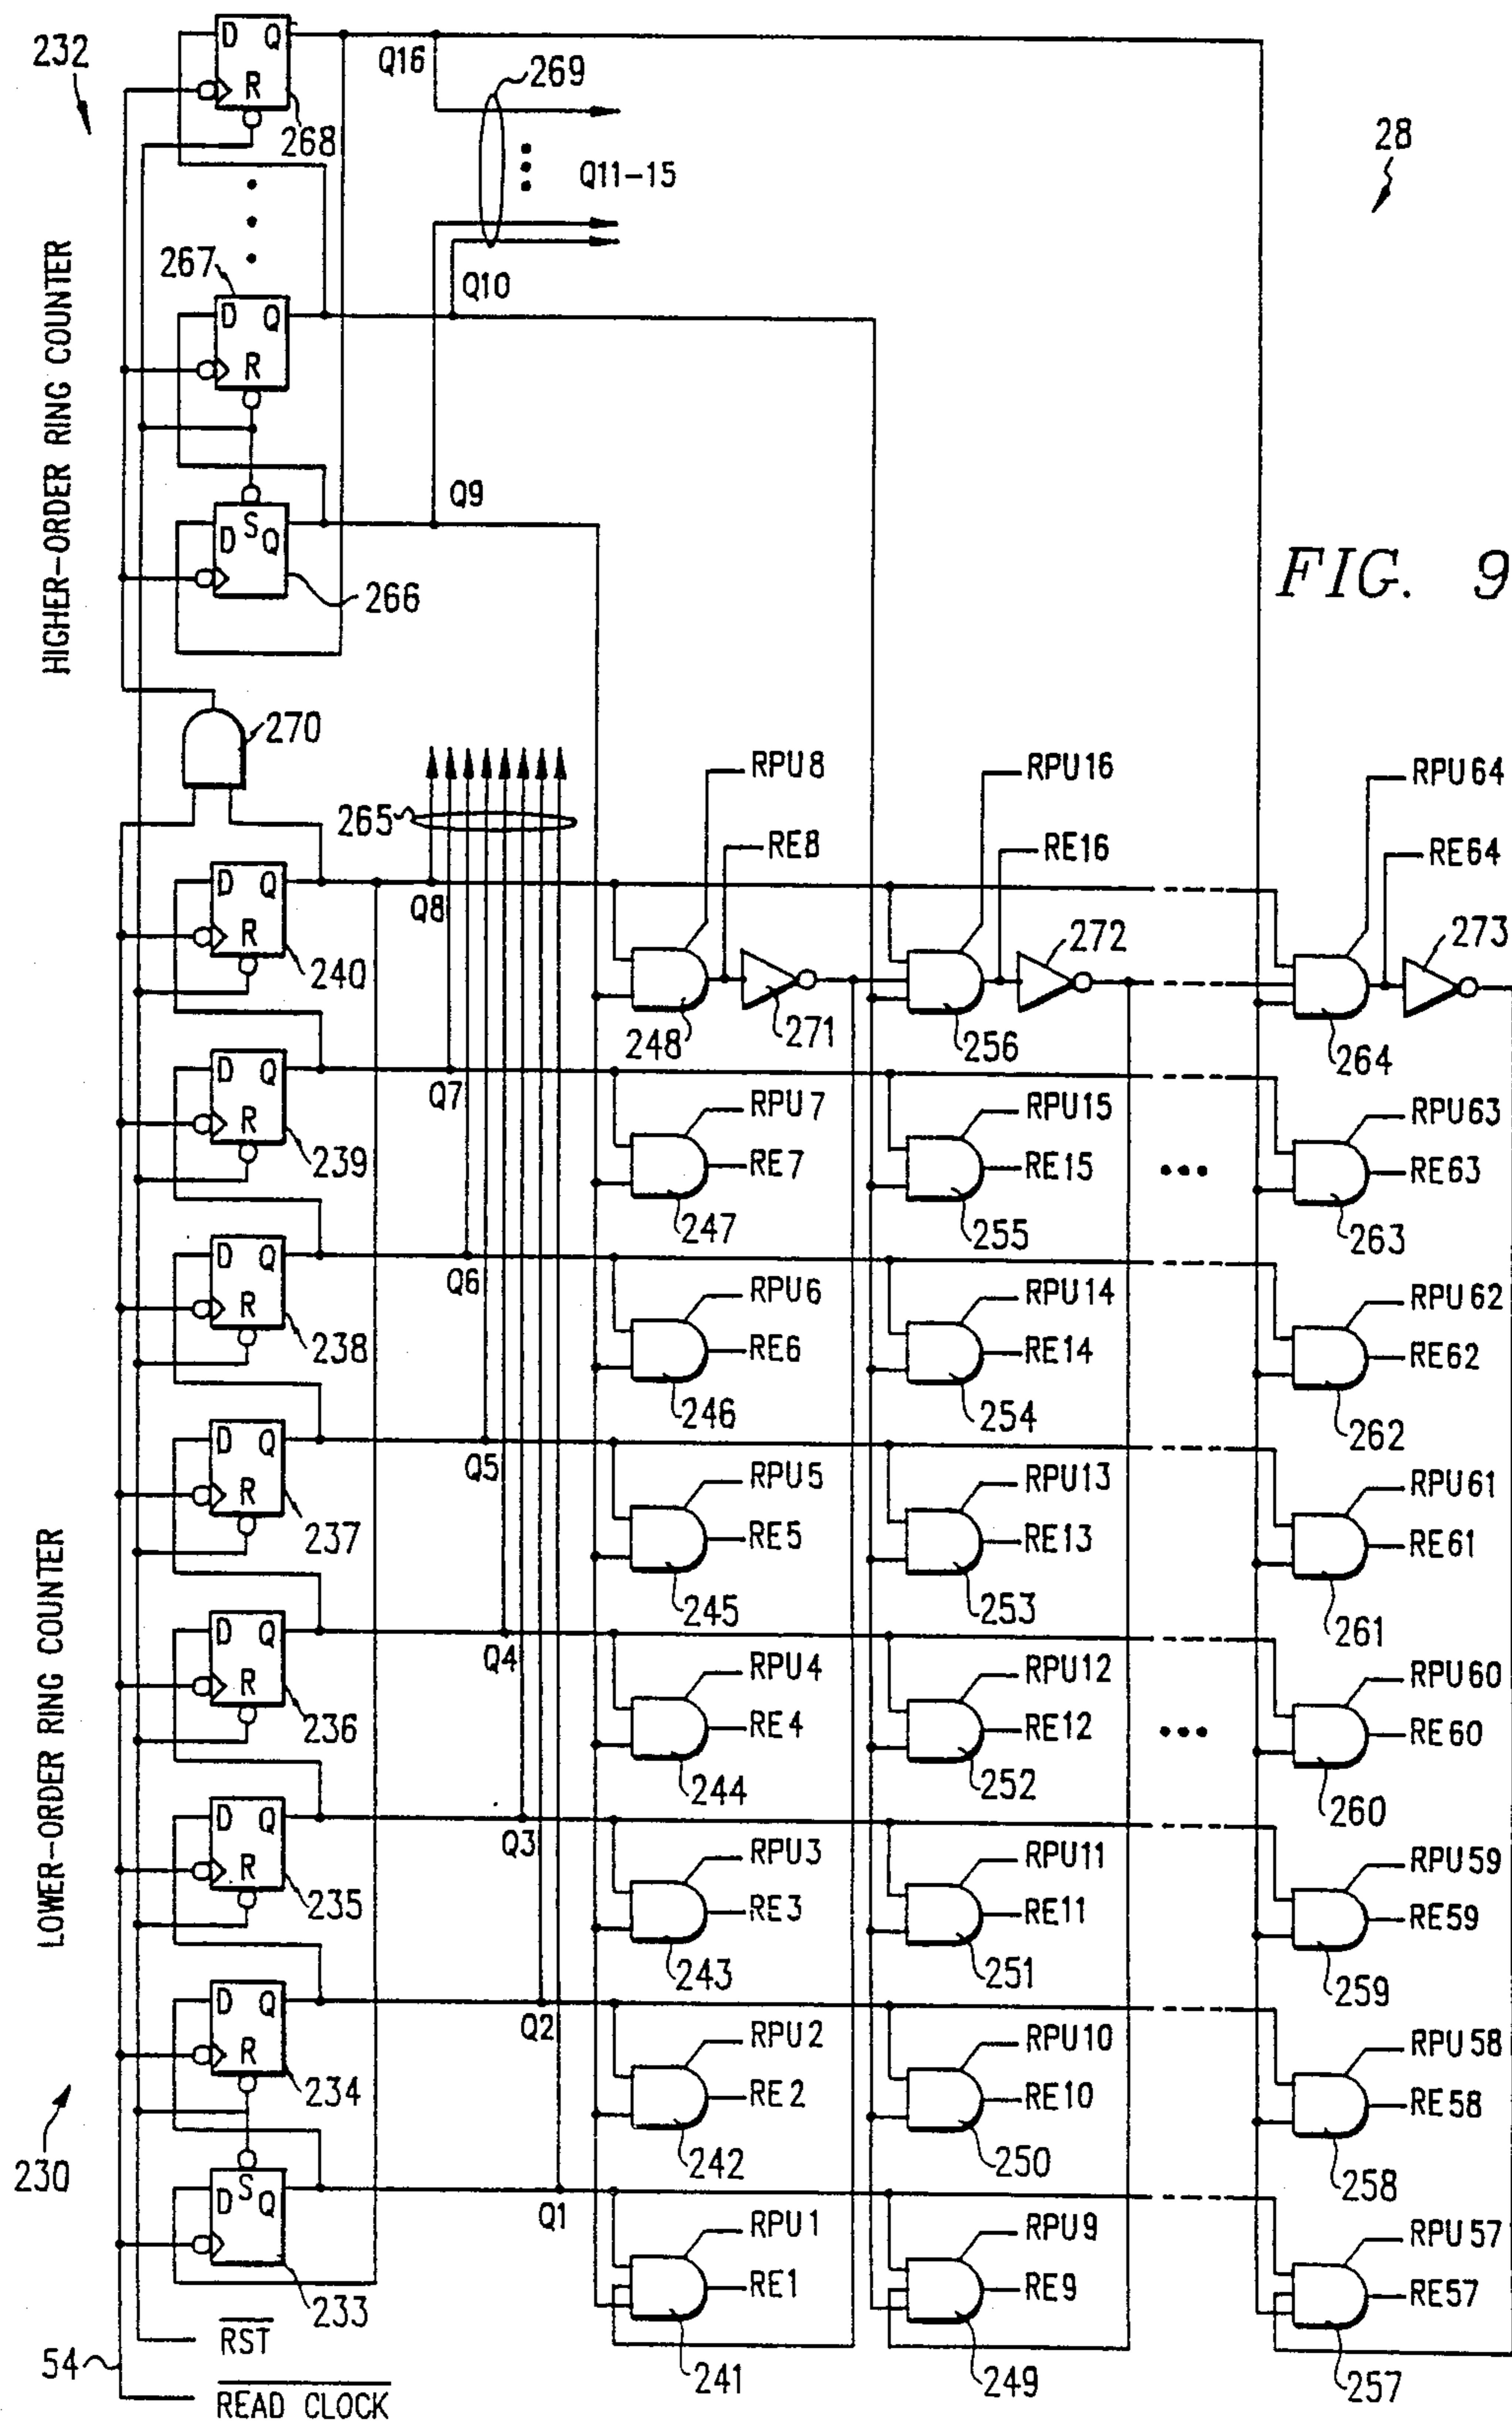 232
D Q
R
268
Q16
269
Q11-15
28
HIGHER-ORDER RING COUNTER
267
D Q
R
Q10
S
D Q
266
Q9
FIG. 9
270
265
RPU8
RE8
RPU16
RE16
RPU64
RE64
D Q
R
240
Q8
248
271
256
272
264
273
D Q
R
239
Q7
RPU7
RE7
247
RPU15
RE15
255
RPU63
RE63
263
D Q
R
238
Q6
RPU6
RE6
246
RPU14
RE14
254
RPU62
RE62
262
D Q
R
237
Q5
RPU5
RE5
245
RPU13
RE13
253
RPU61
RE61
261
LOWER-ORDER RING COUNTER
D Q
R
236
Q4
RPU4
RE4
244
RPU12
RE12
252
RPU60
RE60
260
D Q
R
235
Q3
RPU3
RE3
243
RPU11
RE11
251
RPU59
RE59
259
D Q
R
234
Q2
RPU2
RE2
242
RPU10
RE10
250
RPU58
RE58
258
230
S
D Q
233
Q1
RPU1
RE1
241
RPU9
RE9
249
RPU57
RE57
257
RST
54
READ CLOCK